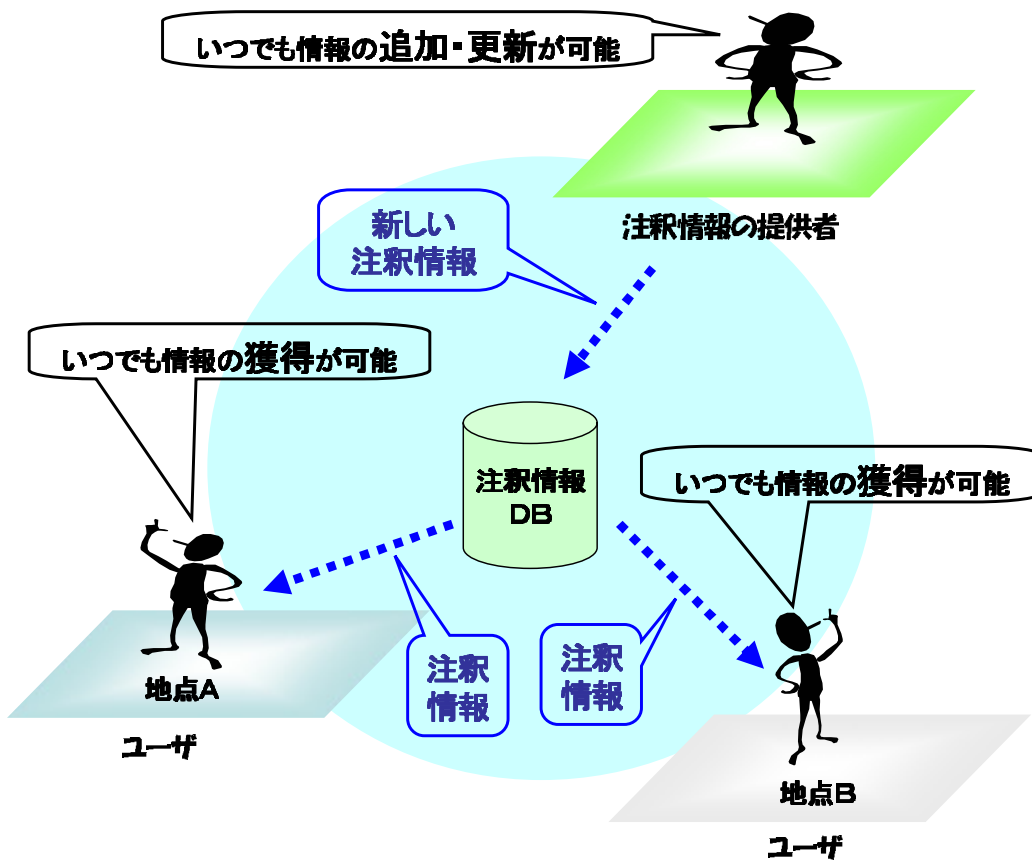 いつでも情報の追加・更新が可能
注釈情報の提供者
新しい
注釈情報
いつでも情報の獲得が可能
注釈情報
DB
いつでも情報の獲得が可能
注釈
情報
注釈
情報
地点A
ユーザ
地点B
ユーザ